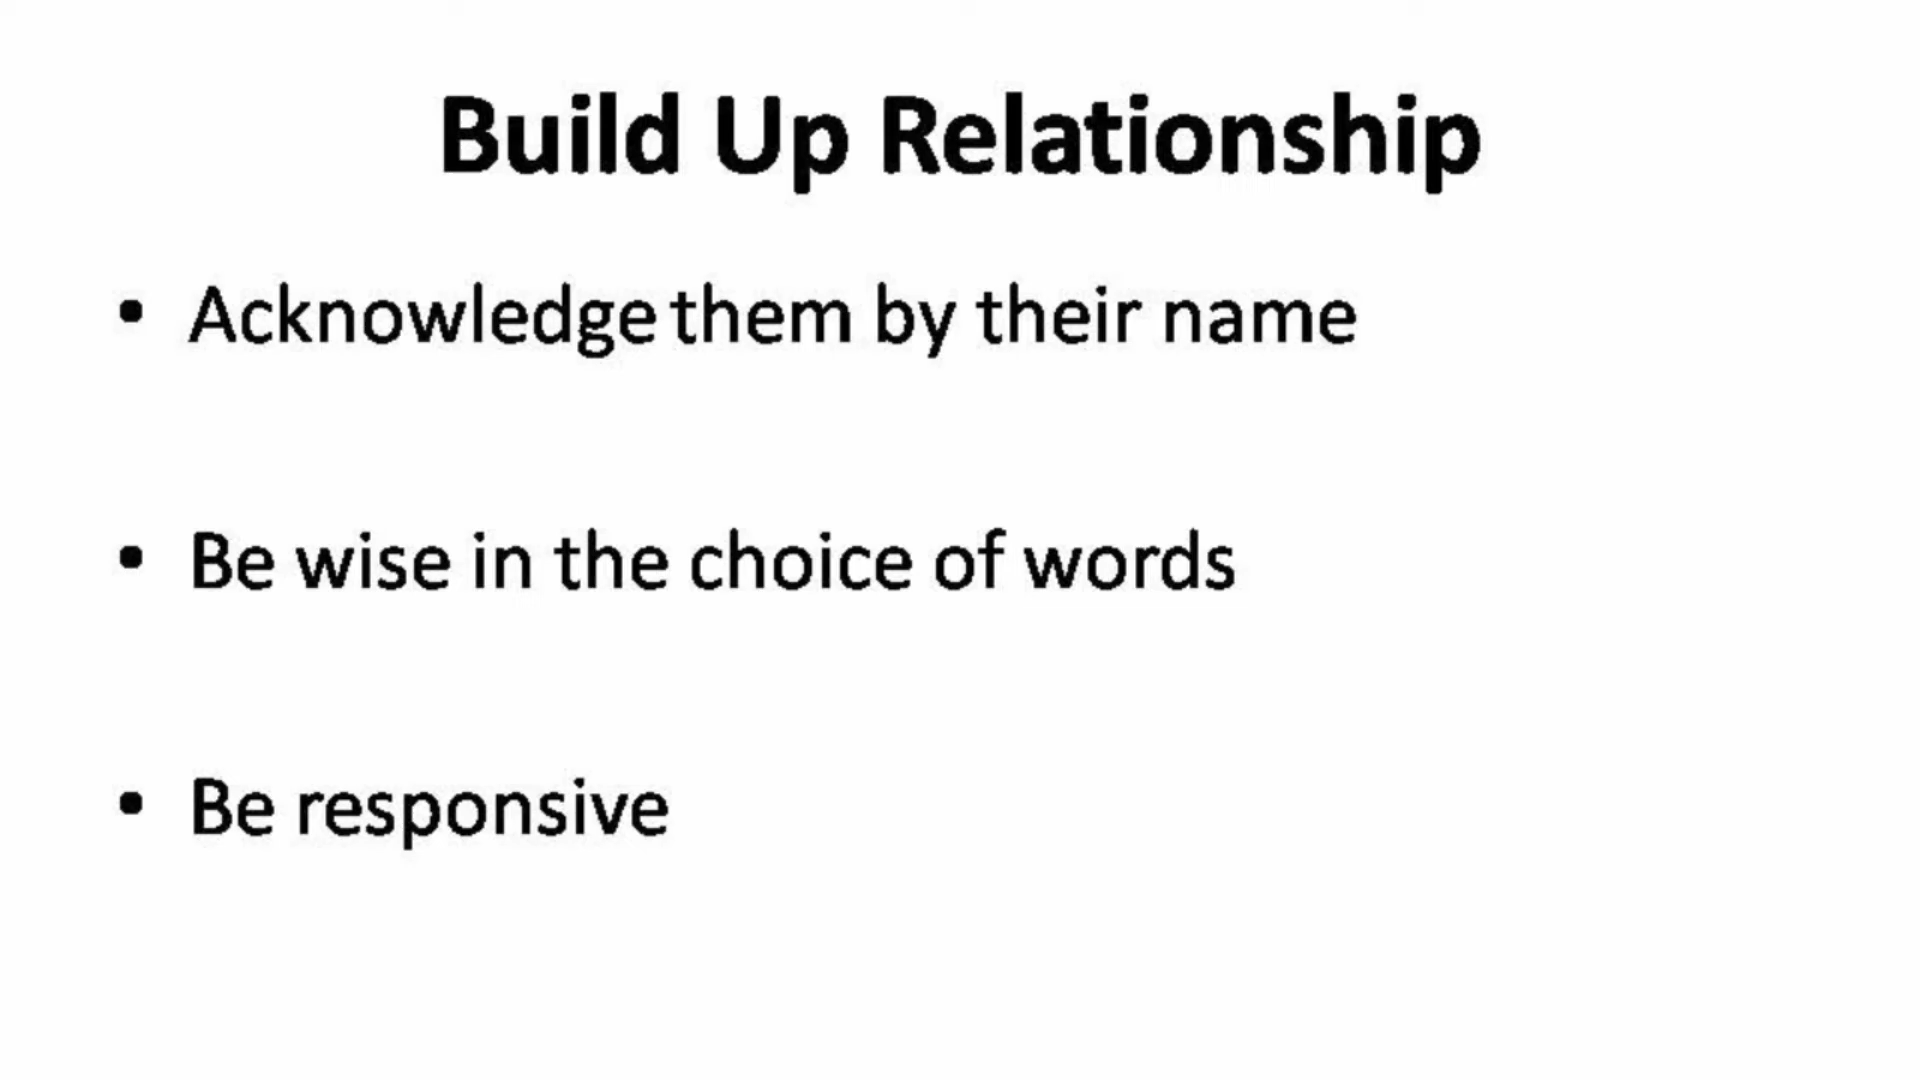 Build Up Relationship
• Acknowledge them by their name
• Be wise in the choice of words
• Be responsive